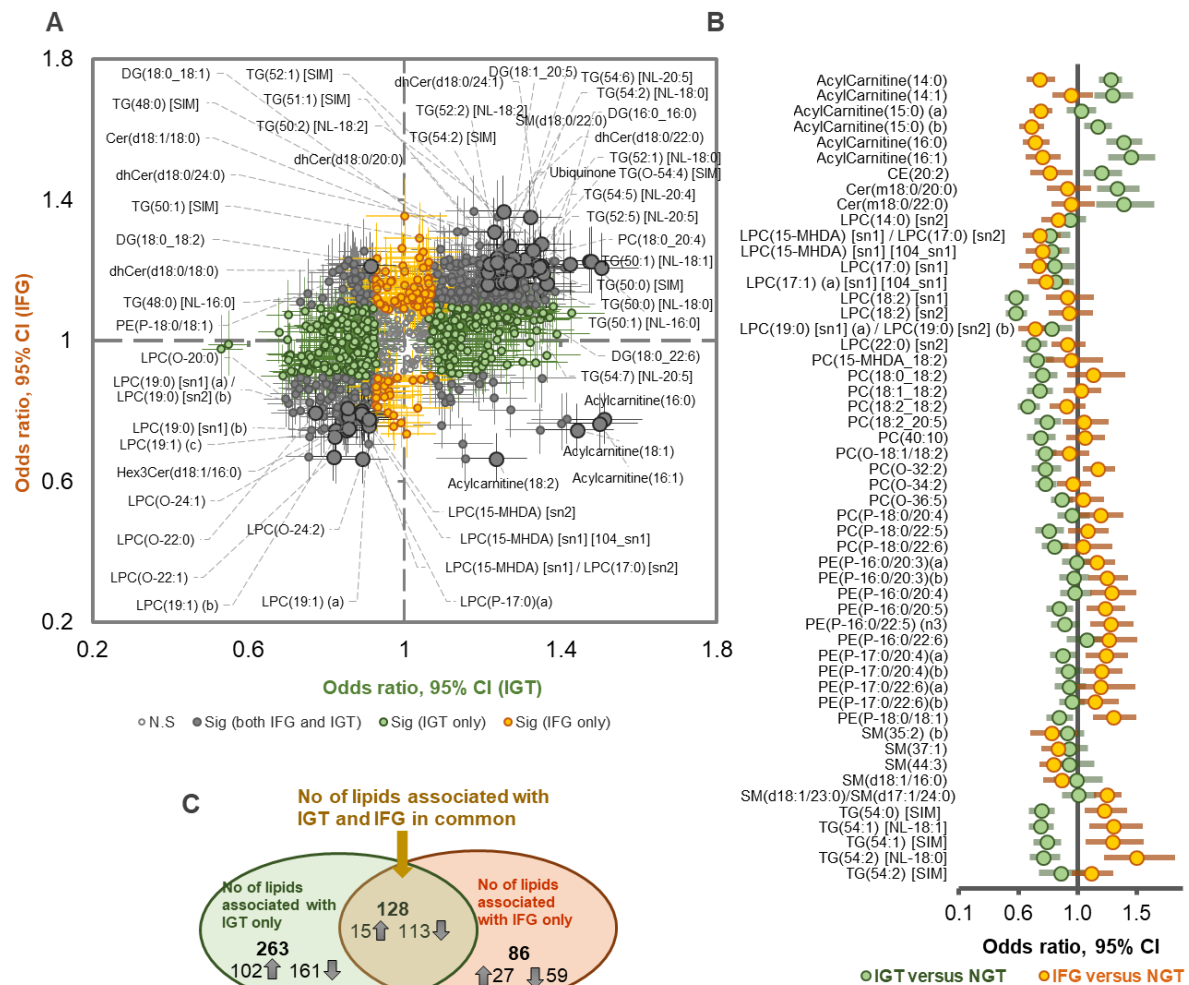 A
B
1.8
1.4
1
0.6
0.2
Odds ratio, 95% CI (IFG)
DG(18:0_18:1)
TG(48:0) [SIM]
Cer(d18:1/18:0)
dhCer(d18:0/24:0)
TG(50:1) [SIM]
DG(18:0_18:2)
dhCer(d18:0/18:0)
TG(48:0) [NL-16:0]
PE(P-18:0/18:1)
LPC(O-20:0)
LPC(19:0) [sn1] (a) /
LPC(19:0) [sn2] (b)
LPC(19:0) [sn1] (b)
LPC(19:1) (c)
Hex3Cer(d18:1/16:0)
LPC(O-24:1)
LPC(O-22:0)
LPC(O-22:1)
LPC(19:1) (b)
TG(52:1) [SIM]
TG(51:1) [SIM]
TG(50:2) [NL-18:2]
dhCer(d18:0/20:0)
dhCer(d18:0/24:1)
TG(52:2) [NL-18:2]
TG(54:2) [SIM]
DG(18:1_20:5)
SM(d18:0/22:0)
TG(54:6) [NL-20:5]
TG(54:2) [NL-18:0]
DG(16:0_16:0)
dhCer(d18:0/22:0)
TG(52:1) [NL-18:0]
Ubiquinone
TG(O-54:4) [SIM]
TG(54:5) [NL-20:4]
TG(52:5) [NL-20:5]
PC(18:0_20:4)
TG(50:1) [NL-18:1]
TG(50:0) [SIM]
TG(50:0) [NL-18:0]
TG(50:1) [NL-16:0]
DG(18:0_22:6)
TG(54:7) [NL-20:5]
Acylcarnitine(16:0)
Acylcarnitine(18:1)
Acylcarnitine(16:1)
Acylcarnitine(18:2)
LPC(15-MHDA) [sn2]
LPC(O-24:2)
LPC(15-MHDA) [sn1] [104_sn1]
LPC(15-MHDA) [sn1] / LPC(17:0) [sn2]
LPC(19:1) (a)
LPC(P-17:0)(a)
0.2
0.6
1
1.4
1.8
Odds ratio, 95% CI (IGT)
N.S
Sig (both IFG and IGT)
Sig (IGT only)
Sig (IFG only)
AcylCarnitine(14:0)
AcylCarnitine(14:1)
AcylCarnitine(15:0) (a)
AcylCarnitine(15:0) (b)
AcylCarnitine(16:0)
AcylCarnitine(16:1)
CE(20:2)
Cer(m18:0/20:0)
Cer(m18:0/22:0)
LPC(14:0) [sn2]
LPC(15-MHDA) [sn1] / LPC(17:0) [sn2]
LPC(15-MHDA) [sn1] [104_sn1]
LPC(17:0) [sn1]
LPC(17:1) (a) [sn1] [104_sn1]
LPC(18:2) [sn1]
LPC(18:2) [sn2]
LPC(19:0) [sn1] (a) / LPC(19:0) [sn2] (b)
LPC(22:0) [sn2]
PC(15-MHDA_18:2)
PC(18:0_18:2)
PC(18:1_18:2)
PC(18:2_18:2)
PC(18:2_20:5)
PC(40:10)
PC(O-18:1/18:2)
PC(O-32:2)
PC(O-34:2)
PC(O-36:5)
PC(P-18:0/20:4)
PC(P-18:0/22:5)
PC(P-18:0/22:6)
PE(P-16:0/20:3)(a)
PE(P-16:0/20:3)(b)
PE(P-16:0/20:4)
PE(P-16:0/20:5)
PE(P-16:0/22:5) (n3)
PE(P-16:0/22:6)
PE(P-17:0/20:4)(a)
PE(P-17:0/20:4)(b)
PE(P-17:0/22:6)(a)
PE(P-17:0/22:6)(b)
PE(P-18:0/18:1)
SM(35:2) (b)
SM(37:1)
SM(44:3)
SM(d18:1/16:0)
SM(d18:1/23:0)/SM(d17:1/24:0)
TG(54:0) [SIM]
TG(54:1) [NL-18:1]
TG(54:1) [SIM]
TG(54:2) [NL-18:0]
TG(54:2) [SIM]
0.1
0.6
1.0
1.5
Odds ratio, 95% CI
IGT versus NGT
IFG versus NGT
C
No of lipids associated with
IGT and IFG in common
No of lipids
associated with
IGT only
263
102 161
128
15 113
No of lipids
associated
with IFG only
86
27 59